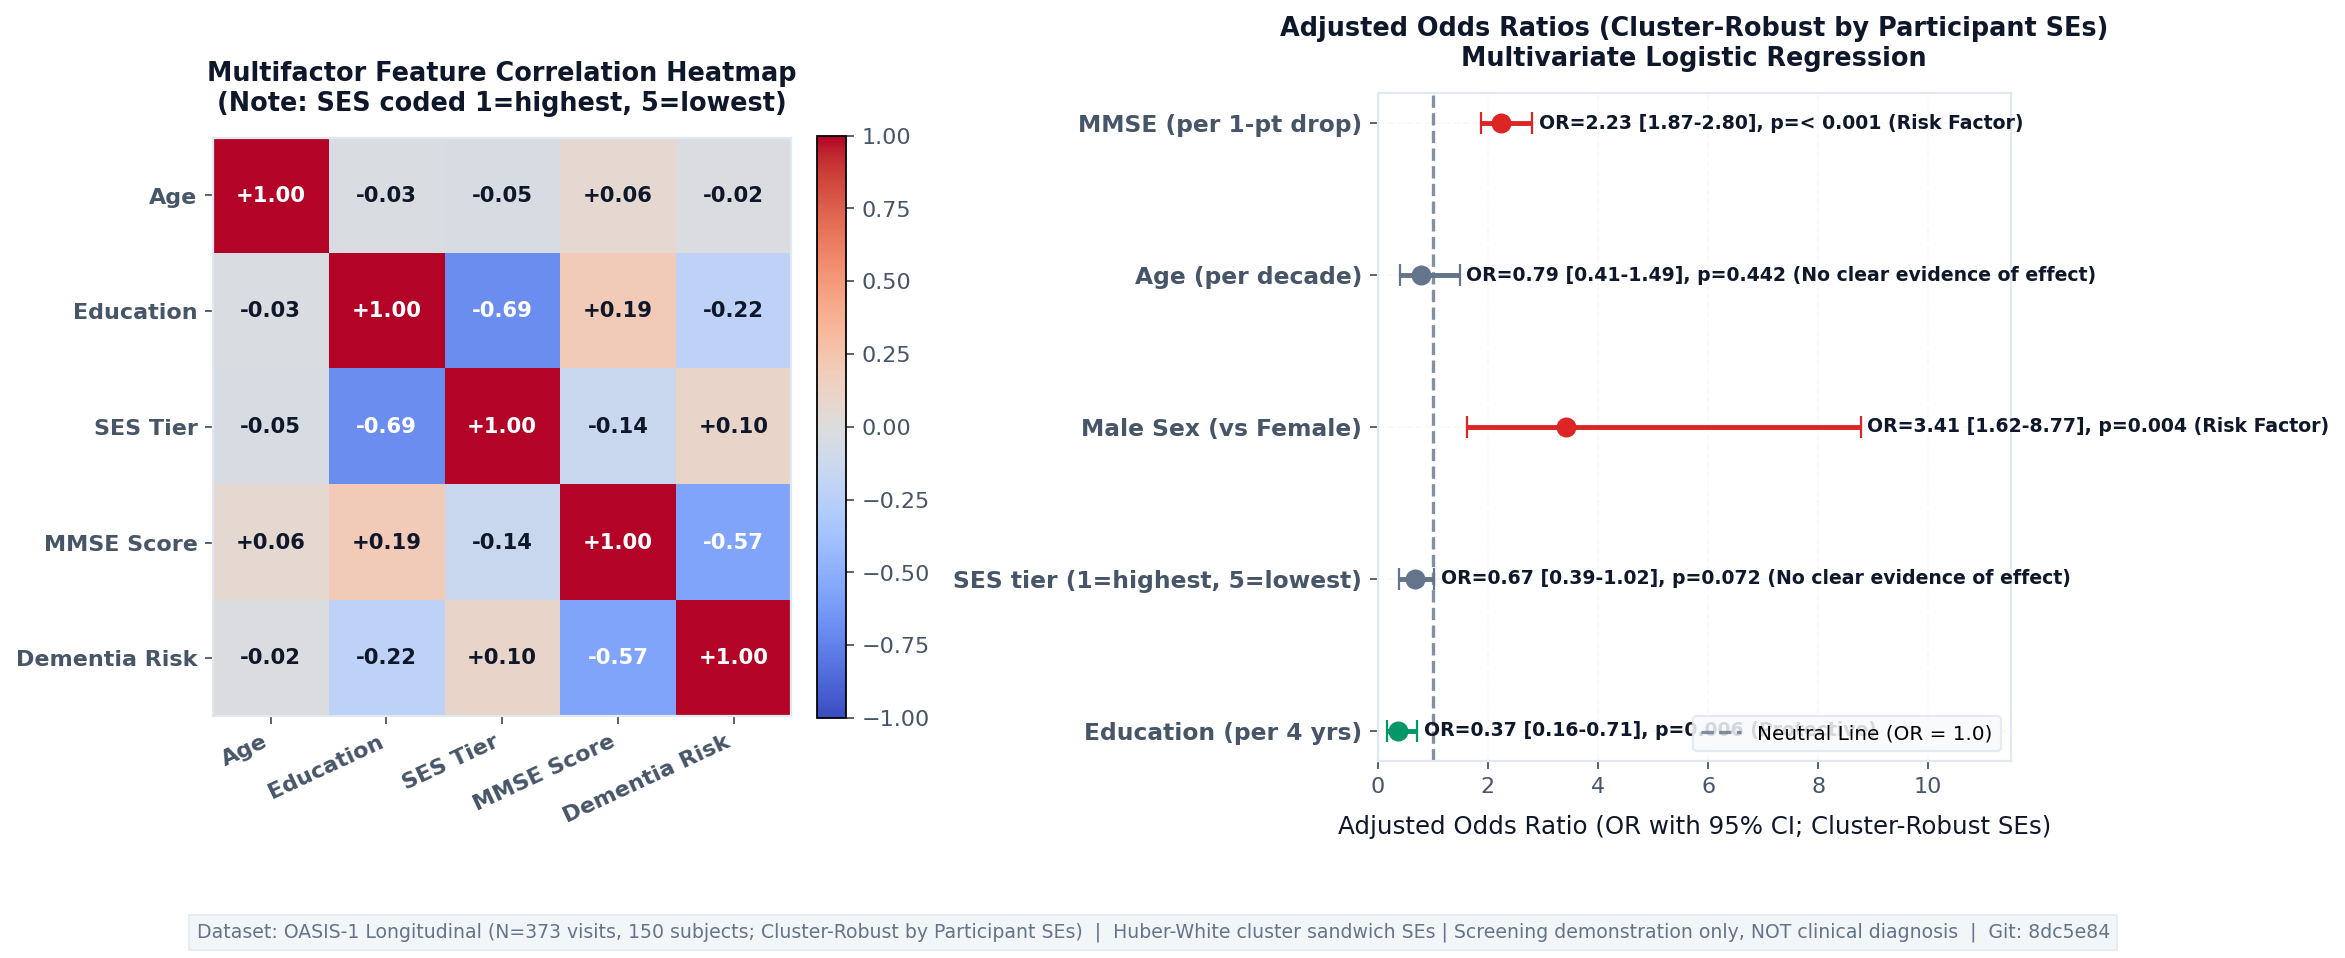 Multifactor Feature Correlation Heatmap
(Note: SES coded 1=highest, 5=lowest)
Age
Education
SES Tier
MMSE Score
Dementia Risk
+1.00 -0.03 -0.05 +0.06 -0.02
-0.03 +1.00 -0.69 +0.19 -0.22
-0.05 -0.69 +1.00 -0.14 +0.10
+0.06 +0.19 -0.14 +1.00 -0.57
-0.02 -0.22 +0.10 -0.57 +1.00
Age
Education
SES Tier
MMSE Score
Dementia Risk
1.00
0.75
0.50
0.25
0.00
−0.25
−0.50
−0.75
−1.00
Adjusted Odds Ratios (Cluster-Robust by Participant SEs)
Multivariate Logistic Regression
MMSE (per 1-pt drop)
OR=2.23 [1.87-2.80], p=< 0.001 (Risk Factor)
Age (per decade)
OR=0.79 [0.41-1.49], p=0.442 (No clear evidence of effect)
Male Sex (vs Female)
OR=3.41 [1.62-8.77], p=0.004 (Risk Factor)
SES tier (1=highest, 5=lowest)
OR=0.67 [0.39-1.02], p=0.072 (No clear evidence of effect)
Education (per 4 yrs)
OR=0.37 [0.16-0.71], p=0.006 (Protective)
Neutral Line (OR = 1.0)
0 2 4 6 8 10
Adjusted Odds Ratio (OR with 95% CI; Cluster-Robust SEs)
Dataset: OASIS-1 Longitudinal (N=373 visits, 150 subjects; Cluster-Robust by Participant SEs) | Huber-White cluster sandwich SEs | Screening demonstration only, NOT clinical diagnosis | Git: 8dc5e84